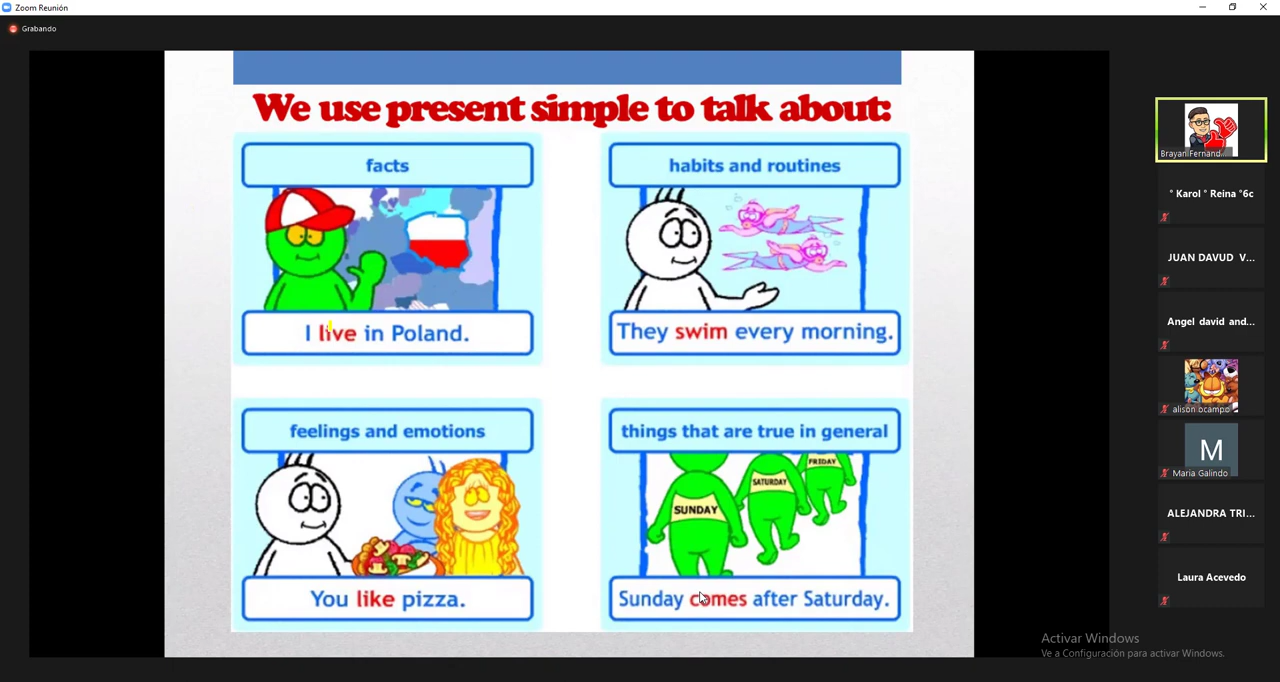 Zoom Reunión
Grabando
We use present simple to talk about:
facts
habits and routines
I live in Poland.
They swim every morning.
feelings and emotions
things that are true in general
SUNDAY
SATURDAY
FRIDAY
You like pizza.
Sunday comes after Saturday.
Brayan Fernand...
° Karol ° Reina °6c
JUAN DAVUD V...
Angel david and...
alison ocampo
M
Maria Galindo
ALEJANDRA TRI...
Laura Acevedo
Activar Windows
Ve a Configuración para activar Windows.